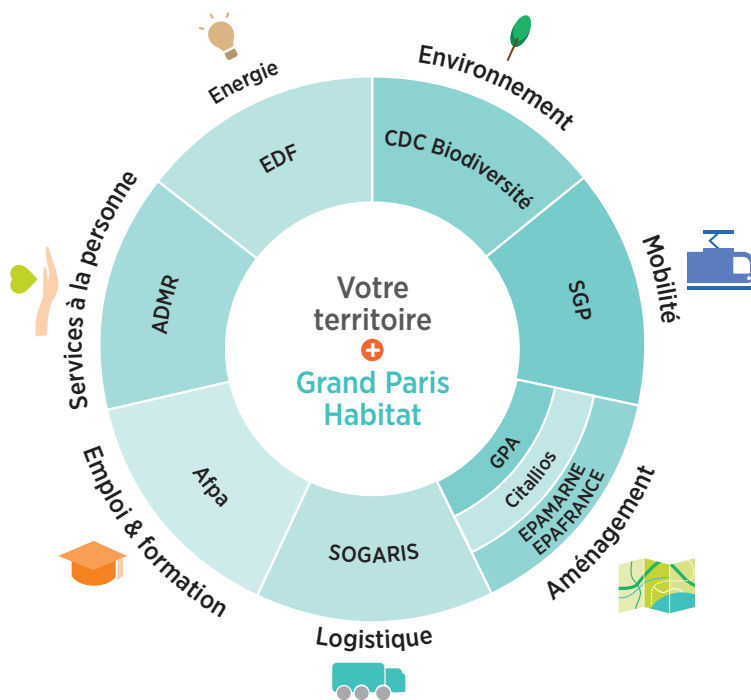 Energie
Environnement
EDF
CDC Biodiversité
Services à la personne
ADMR
Mobilité
SGP
Votre
territoire
Grand Paris
Habitat
GPA
Citallios
EPAMARNE
EPAFRANCE
Aménagement
Afpa
Emploi & formation
SOGARIS
Logistique